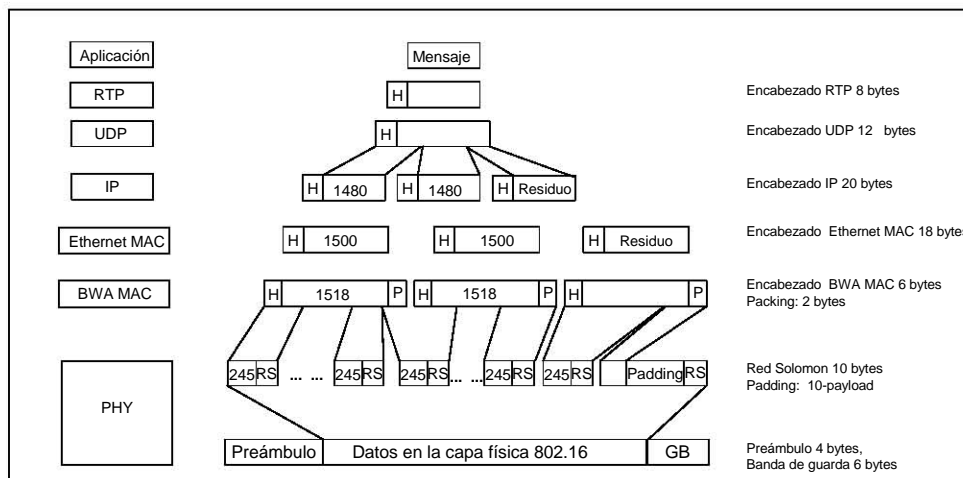 Aplicación
Mensaje
RTP
H
Encabezado RTP 8 bytes
UDP
H
Encabezado UDP 12 bytes
IP
H 1480 H 1480 H Residuo
Encabezado IP 20 bytes
Ethernet MAC
H 1500 H 1500 H Residuo
Encabezado Ethernet MAC 18 bytes
BWA MAC
H 1518 P H 1518 P H P
Encabezado BWA MAC 6 bytes
Packing: 2 bytes
PHY
245 RS ... ... 245 RS 245 RS ... ... 245 RS 245 RS Padding RS
Red Solomon 10 bytes
Padding: 10-payload
Preámbulo Datos en la capa física 802.16 GB
Preámbulo 4 bytes,
Banda de guarda 6 bytes